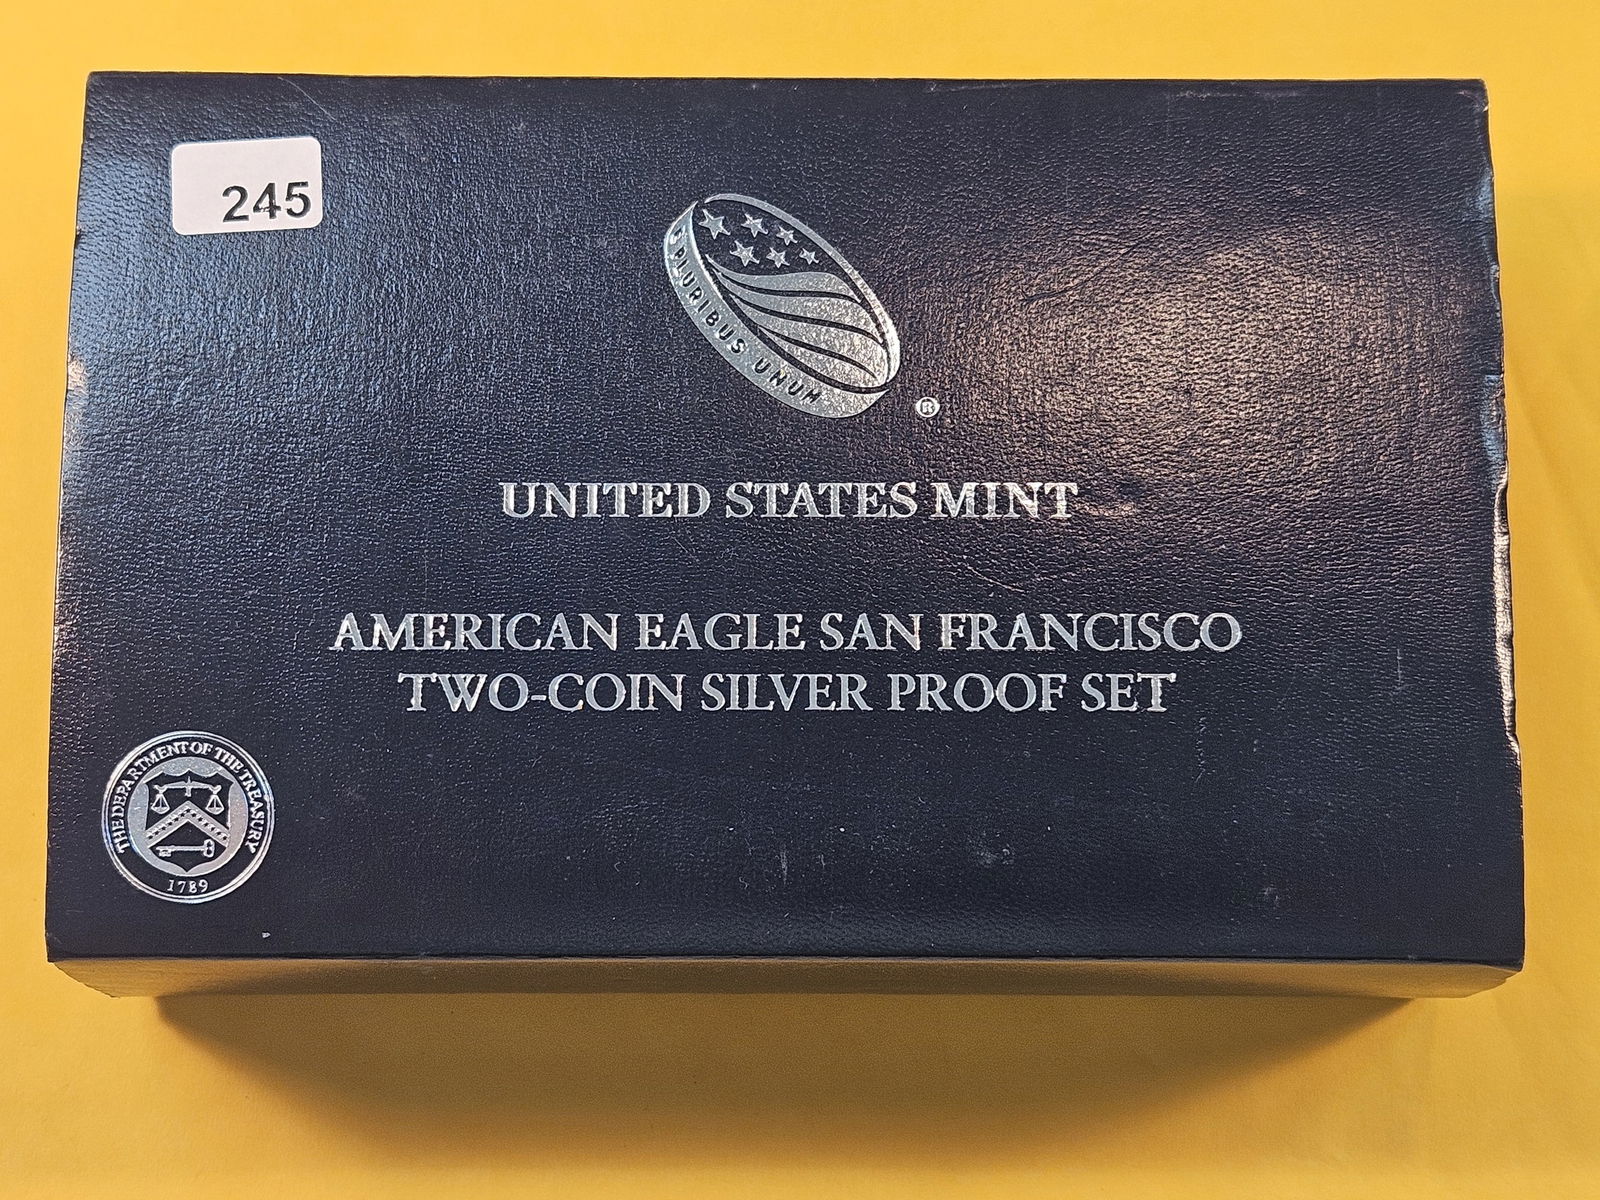 245
E PLURIBUS UNUM
®
UNITED STATES MINT
AMERICAN EAGLE SAN FRANCISCO
TWO-COIN SILVER PROOF SET
THE DEPARTMENT OF THE TREASURY
1789